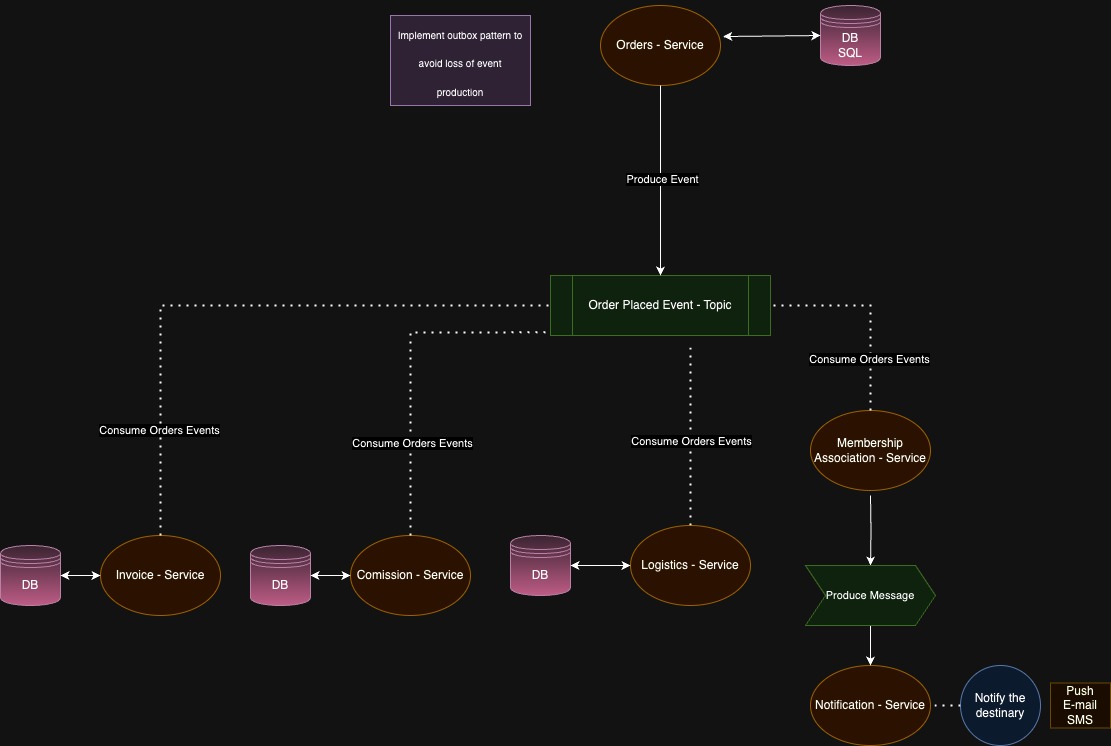 Implement outbox pattern to
avoid loss of event
production
Orders - Service
DB
SQL
Produce Event
Order Placed Event - Topic
Consume Orders Events
Consume Orders Events
Consume Orders Events
Consume Orders Events
Membership
Association - Service
DB
Invoice - Service
DB
Comission - Service
DB
Logistics - Service
Produce Message
Notification - Service
Notify the
destinary
Push
E-mail
SMS